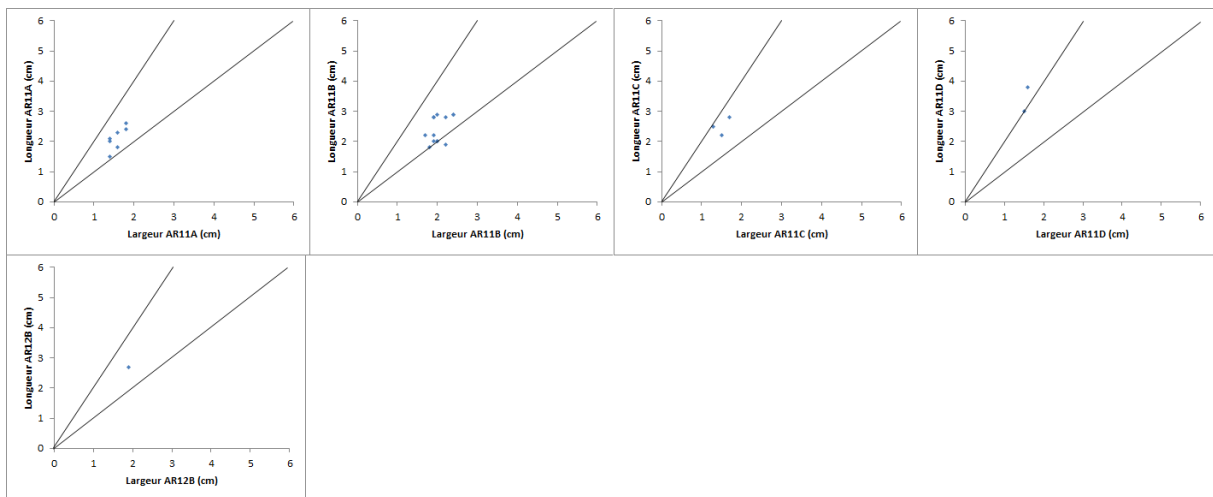 Longueur AR11A (cm)
6
5
4
3
2
1
0
0 1 2 3 4 5 6
Largeur AR11A (cm)
Longueur AR11B (cm)
6
5
4
3
2
1
0
0 1 2 3 4 5 6
Largeur AR11B (cm)
Longueur AR11C (cm)
6
5
4
3
2
1
0
0 1 2 3 4 5 6
Largeur AR11C (cm)
Longueur AR11D (cm)
6
5
4
3
2
1
0
0 1 2 3 4 5 6
Largeur AR11D (cm)
Longueur AR12B (cm)
6
5
4
3
2
1
0
0 1 2 3 4 5 6
Largeur AR12B (cm)